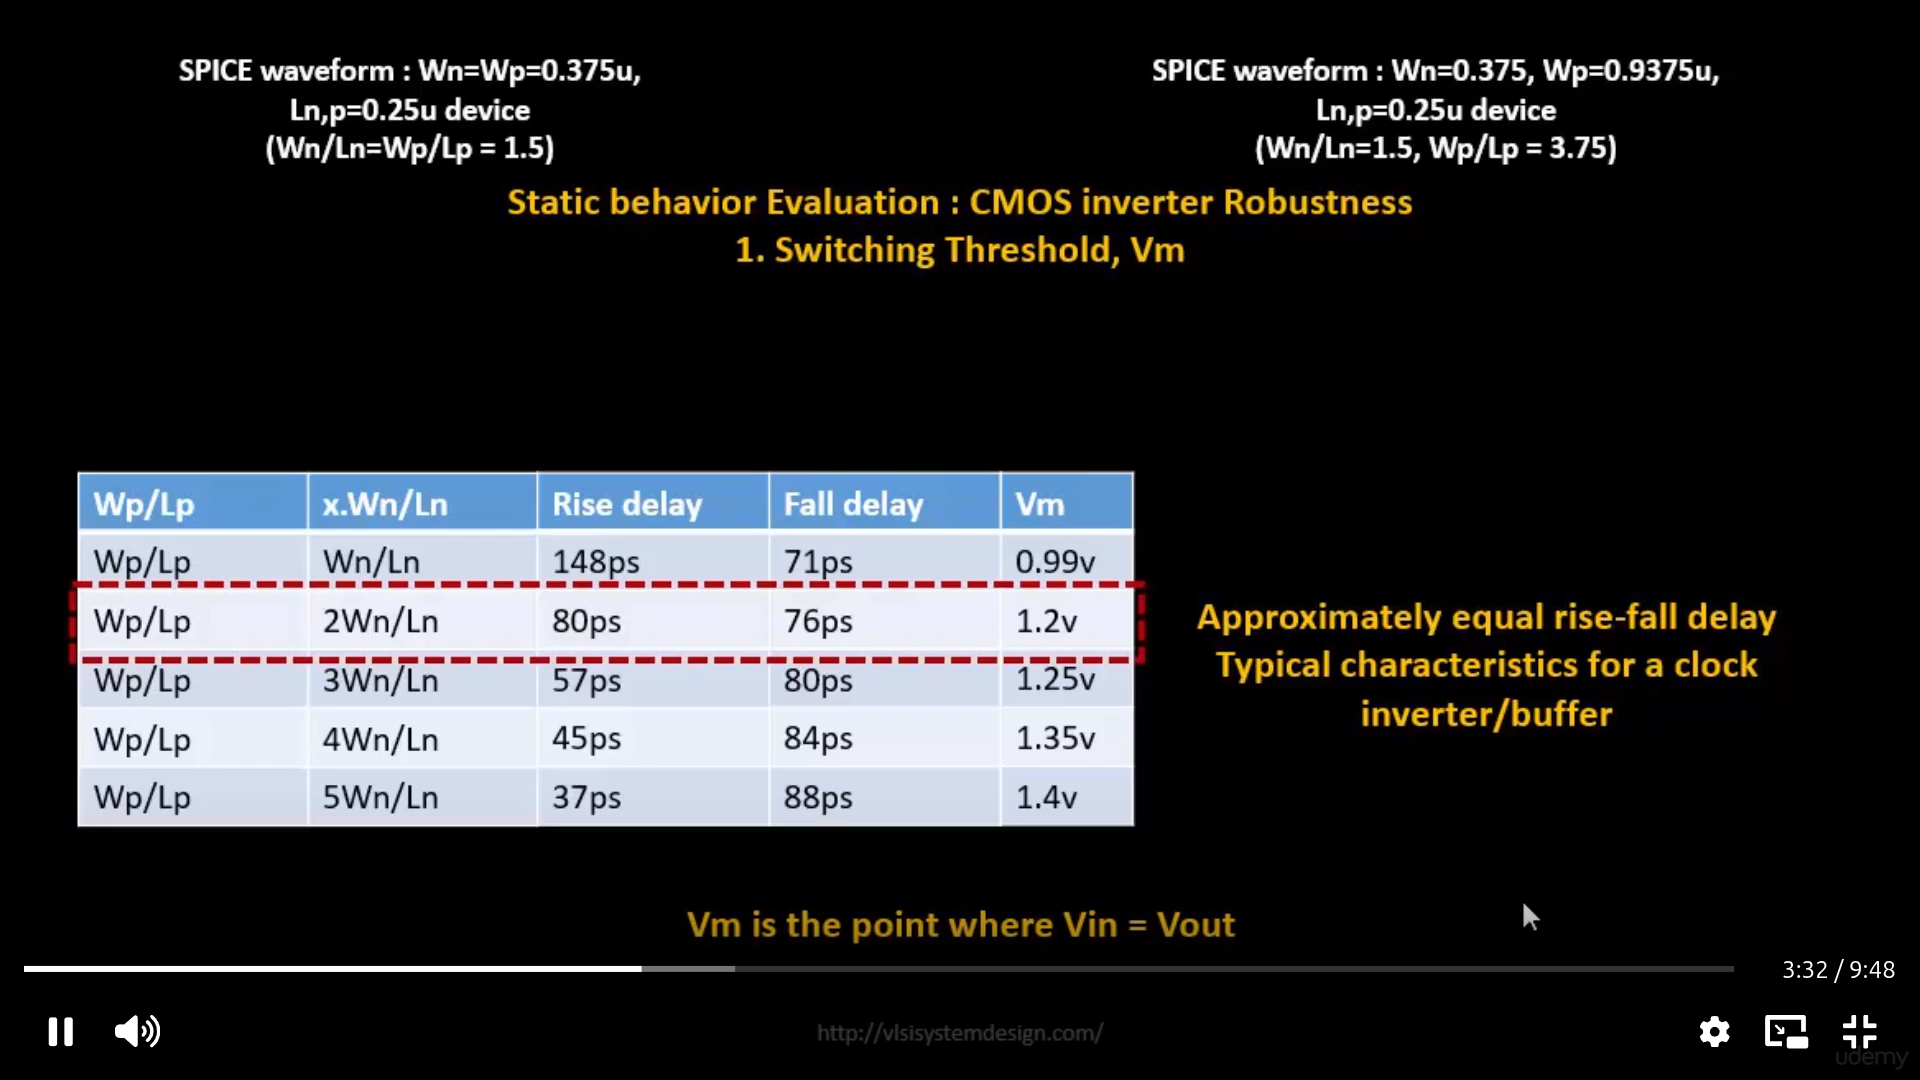 SPICE waveform : Wn=Wp=0.375u,
Ln,p=0.25u device
(Wn/Ln=Wp/Lp = 1.5)
SPICE waveform : Wn=0.375, Wp=0.9375u,
Ln,p=0.25u device
(Wn/Ln=1.5, Wp/Lp = 3.75)
Static behavior Evaluation : CMOS inverter Robustness
1. Switching Threshold, Vm
Wp/Lp x.Wn/Ln Rise delay Fall delay Vm
Wp/Lp Wn/Ln 148ps 71ps 0.99v
Wp/Lp 2Wn/Ln 80ps 76ps 1.2v
Wp/Lp 3Wn/Ln 57ps 80ps 1.25v
Wp/Lp 4Wn/Ln 45ps 84ps 1.35v
Wp/Lp 5Wn/Ln 37ps 88ps 1.4v
Approximately equal rise-fall delay
Typical characteristics for a clock
inverter/buffer
Vm is the point where Vin = Vout
3:32 / 9:48
http://vlsisystemdesign.com/
udemy